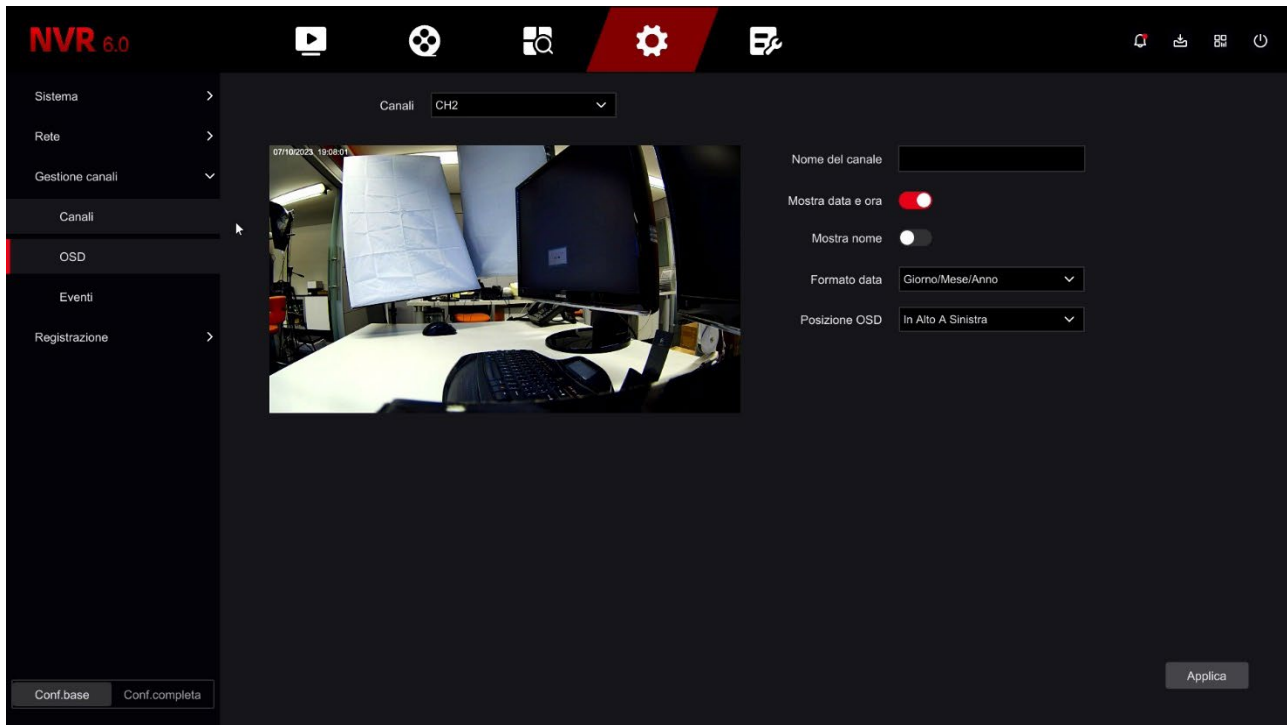 NVR 6.0
Sistema
Rete
Gestione canali
Canali
OSD
Eventi
Registrazione
Conf.base
Conf.completa
Canali
CH2
07/10/2023 19:08:01
Nome del canale
Mostra data e ora
Mostra nome
Formato data
Giorno/Mese/Anno
Posizione OSD
In Alto A Sinistra
Applica